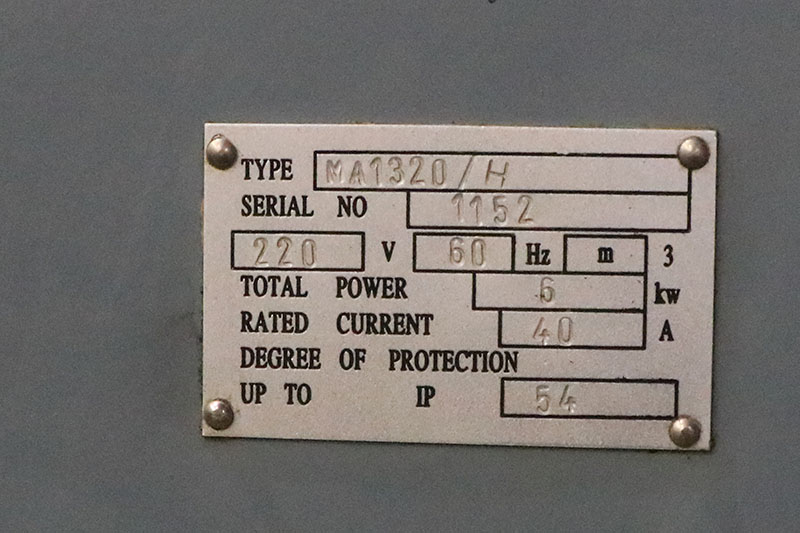 TYPE MA1320/H
SERIAL NO 1152
220 V 60 Hz m 3
TOTAL POWER 6 kw
RATED CURRENT 40 A
DEGREE OF PROTECTION
UP TO IP 54